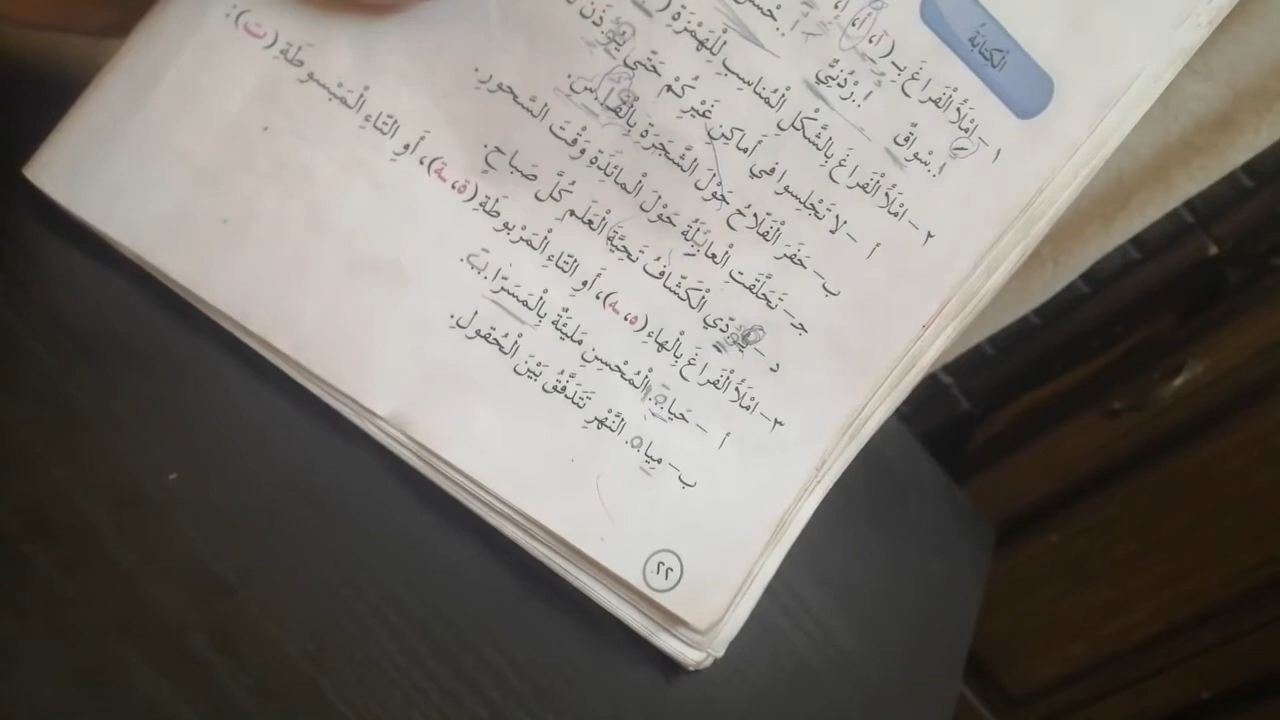 الْكِتابَةُ
١- امْلَأُ الْفَراغَ بِـ (آ، أ، إ،
ا..سْواقٌ ا..رْدُنِيٌّ ..حْسن
٢- امْلَأُ الْفَراغَ بِالشَّكْلِ الْمُناسِبِ لِلْهَمْزَةِ
أ - لا تَجْلِسوا في أَماكِنِ غَيْرِكُمْ حَتّى يُؤْذَنَ
ب- حَفَرَ الْفَلّاحُ حَوْلَ الشَّجَرَةِ بِالْفَأْسِ.
جـ- تَحَلَّقَتِ الْعائِلَةُ حَوْلَ الْمائِدَةِ وَقْتَ السَّحورِ.
د- يُؤَدّي الْكَشّافُ تَحِيَّةَ الْعَلَمِ كُلَّ صَباحٍ.
٣- امْلَأُ الْفَراغَ بِالْهاءِ (ه، ـه)، أَوِ التّاءِ الْمَرْبوطَةِ (ة، ـة)، أَوِ التّاءِ الْمَبْسوطَةِ (ت):
أ - حَيا..ة. الْمُحْسِنِ مَليئَةٌ بِالْمَسَرّا..ت.
ب- مِيا..ه. النَّهْرِ تَتَدَفَّقُ بَيْنَ الْحُقولِ.
٢٢